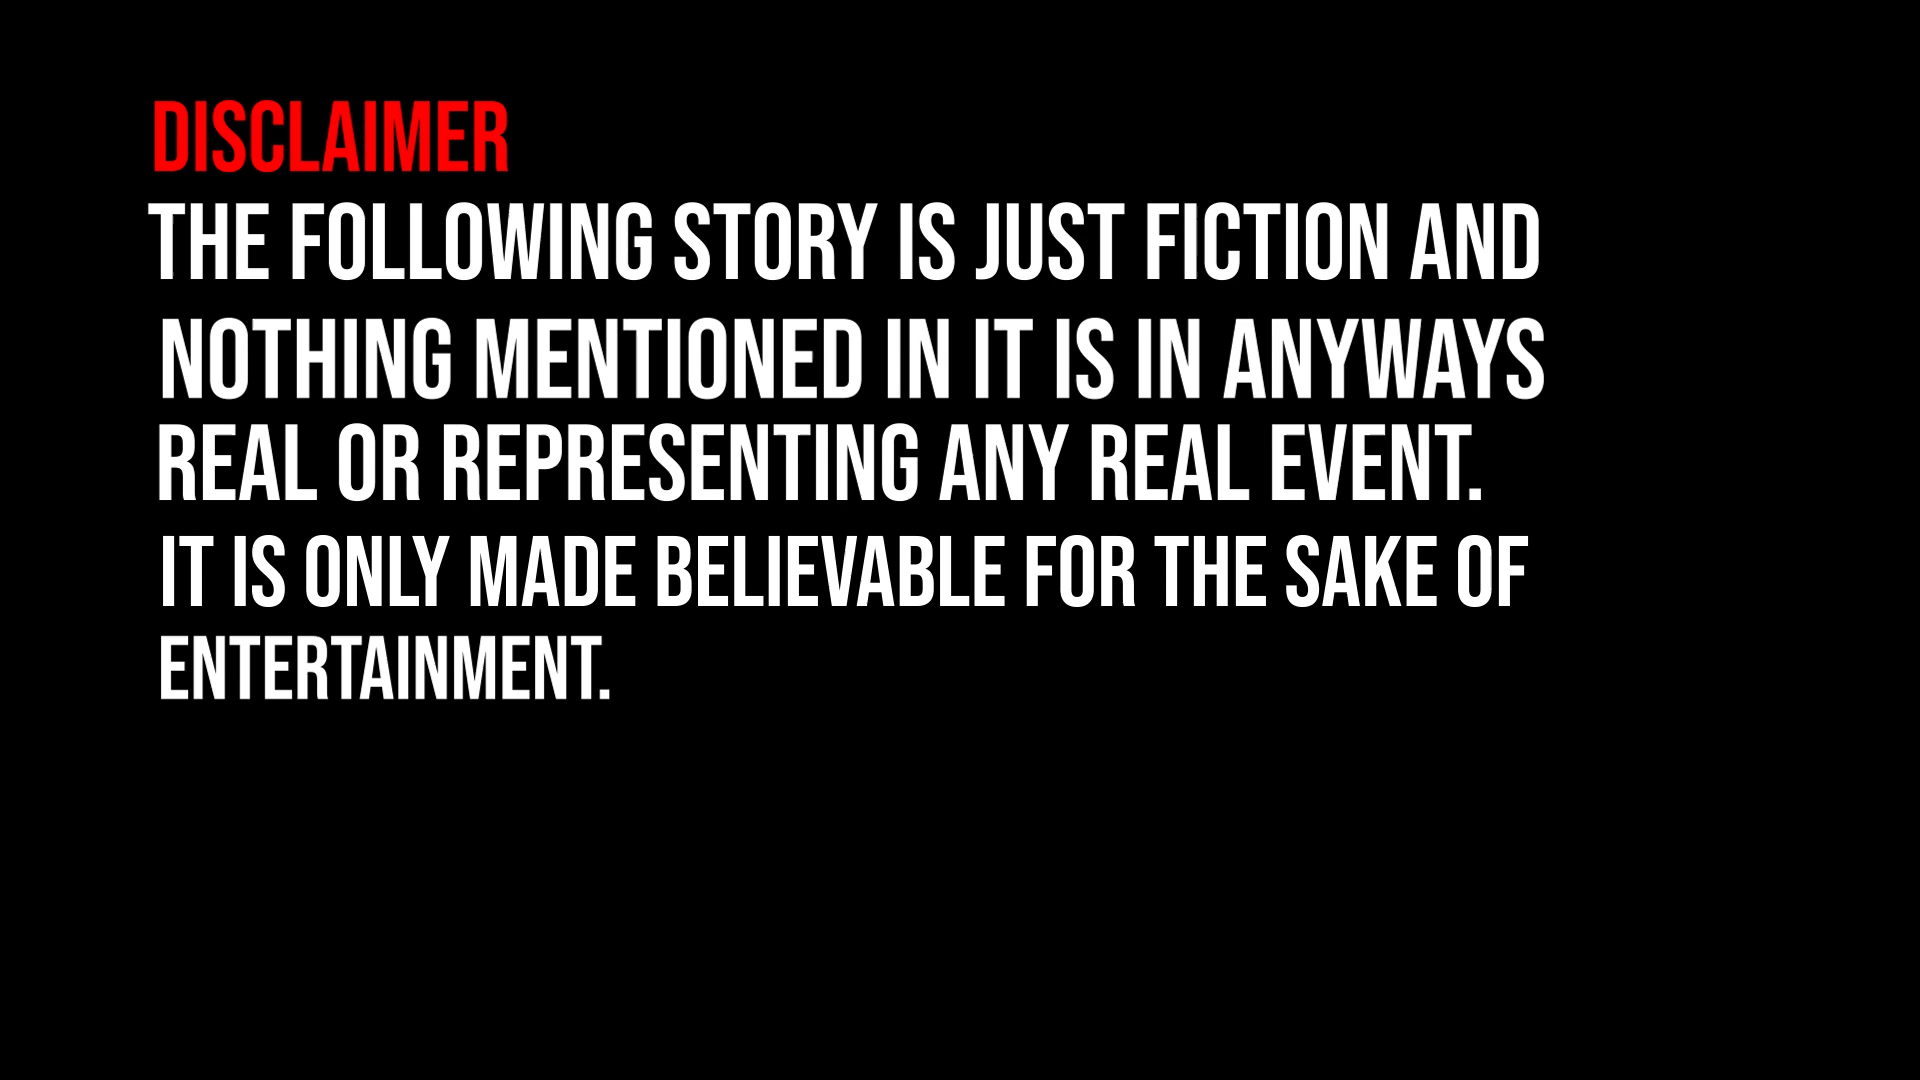 DISCLAIMER
THE FOLLOWING STORY IS JUST FICTION AND
NOTHING MENTIONED IN IT IS IN ANYWAYS
REAL OR REPRESENTING ANY REAL EVENT.
IT IS ONLY MADE BELIEVABLE FOR THE SAKE OF
ENTERTAINMENT.